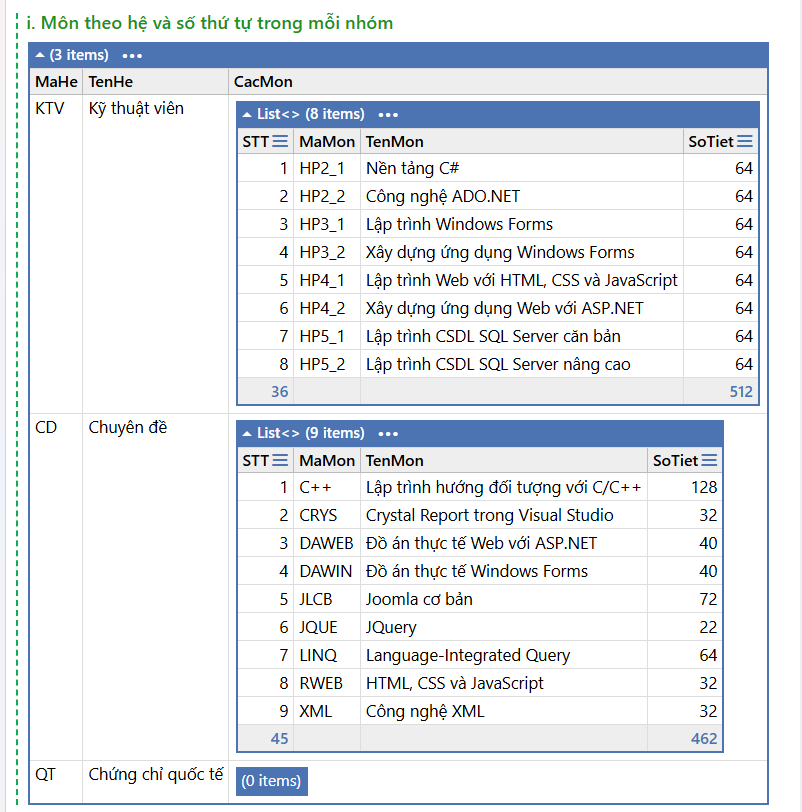 i. Môn theo hệ và số thứ tự trong mỗi nhóm
(3 items) •••
MaHe TenHe CacMon
KTV Kỹ thuật viên
List<> (8 items) •••
STT MaMon TenMon SoTiet
1 HP2_1 Nền tảng C# 64
2 HP2_2 Công nghệ ADO.NET 64
3 HP3_1 Lập trình Windows Forms 64
4 HP3_2 Xây dựng ứng dụng Windows Forms 64
5 HP4_1 Lập trình Web với HTML, CSS và JavaScript 64
6 HP4_2 Xây dựng ứng dụng Web với ASP.NET 64
7 HP5_1 Lập trình CSDL SQL Server căn bản 64
8 HP5_2 Lập trình CSDL SQL Server nâng cao 64
36 512
CD Chuyên đề
List<> (9 items) •••
STT MaMon TenMon SoTiet
1 C++ Lập trình hướng đối tượng với C/C++ 128
2 CRYS Crystal Report trong Visual Studio 32
3 DAWEB Đồ án thực tế Web với ASP.NET 40
4 DAWIN Đồ án thực tế Windows Forms 40
5 JLCB Joomla cơ bản 72
6 JQUE JQuery 22
7 LINQ Language-Integrated Query 64
8 RWEB HTML, CSS và JavaScript 32
9 XML Công nghệ XML 32
45 462
QT Chứng chỉ quốc tế (0 items)